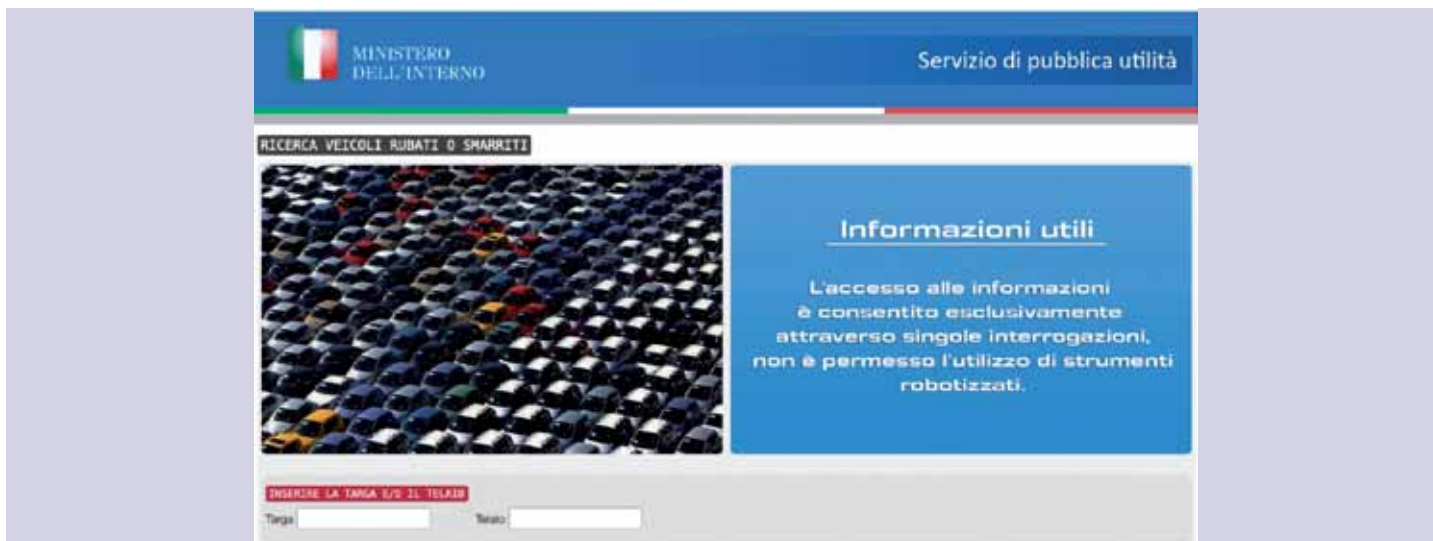 MINISTERO
DELL'INTERNO
Servizio di pubblica utilità
RICERCA VEICOLI RUBATI O SMARRITI
Informazioni utili
L'accesso alle informazioni
è consentito esclusivamente
attraverso singole interrogazioni,
non è permesso l'utilizzo di strumenti
robotizzati.
INSERIRE LA TARGA E/O IL TELAIO
Targa Telaio